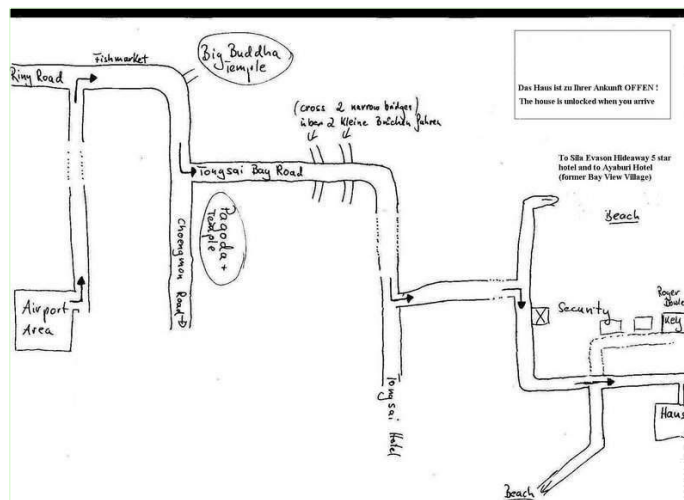 Fishmarket
Ring Road
Big Buddha
Temple
Das Haus ist zu Ihrer Ankunft OFFEN !
The house is unlocked when you arrive
(cross 2 narrow bridges)
über 2 kleine Brücken fahren
To Sila Evason Hideaway 5 star
hotel and to Ayaburi Hotel
(former Bay View Village)
Tongsai Bay Road
Pagoda +
Temple
Choengmon Road
Beach
Airport
Area
Security
Roger
Key
Tongsai Hotel
Haus
Beach